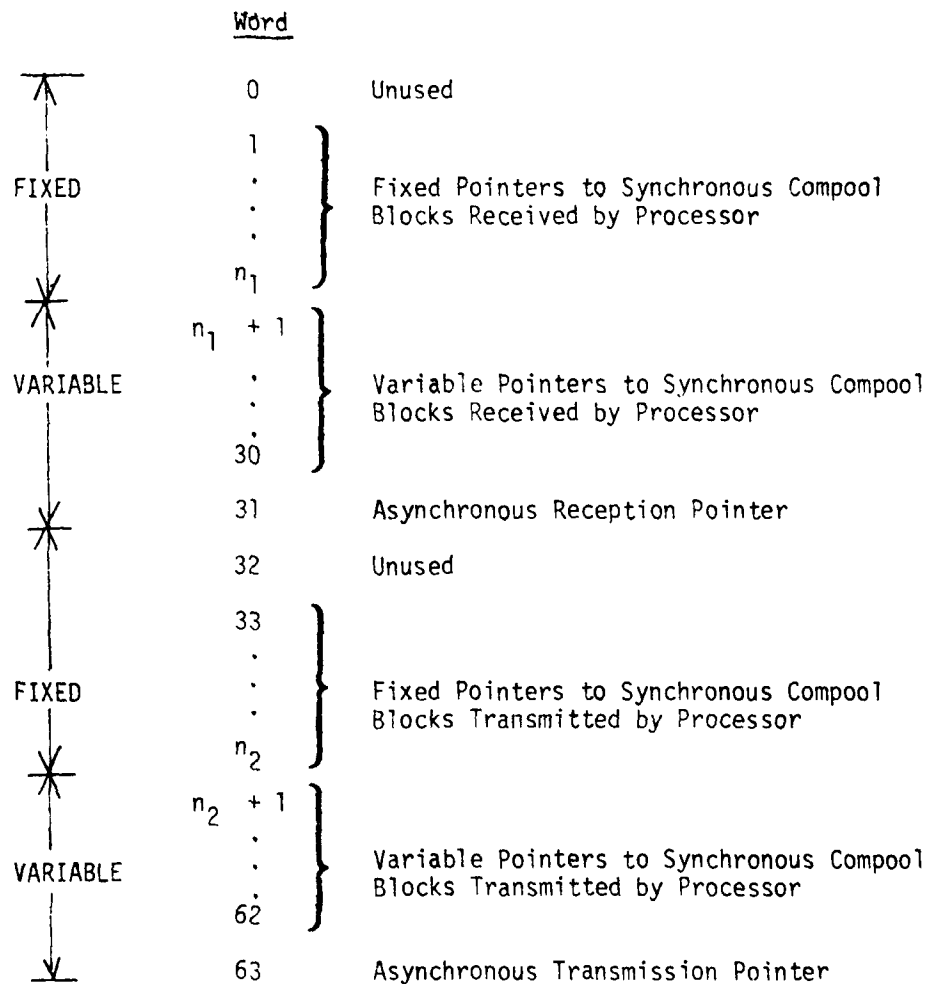 Word
0 Unused
1
.
.
.
n1
FIXED
Fixed Pointers to Synchronous Compool
Blocks Received by Processor
n1 + 1
.
.
.
30
VARIABLE
Variable Pointers to Synchronous Compool
Blocks Received by Processor
31 Asynchronous Reception Pointer
32 Unused
33
.
.
.
n2
FIXED
Fixed Pointers to Synchronous Compool
Blocks Transmitted by Processor
n2 + 1
.
.
.
62
VARIABLE
Variable Pointers to Synchronous Compool
Blocks Transmitted by Processor
63 Asynchronous Transmission Pointer